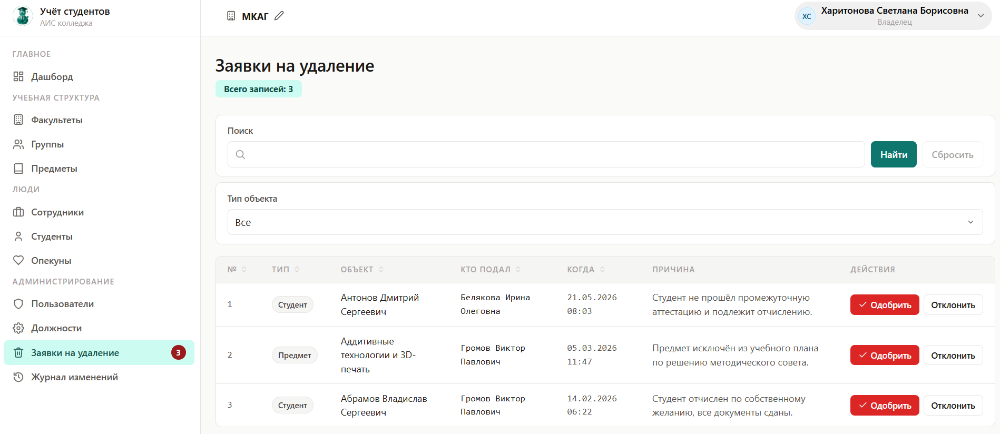 Учёт студентов
АИС колледжа
МКАГ
ХС
Харитонова Светлана Борисовна
Владелец
ГЛАВНОЕ
Дашборд
УЧЕБНАЯ СТРУКТУРА
Факультеты
Группы
Предметы
ЛЮДИ
Сотрудники
Студенты
Опекуны
АДМИНИСТРИРОВАНИЕ
Пользователи
Должности
Заявки на удаление 3
Журнал изменений
Заявки на удаление
Всего записей: 3
Поиск
Найти Сбросить
Тип объекта
Все
№ ТИП ОБЪЕКТ КТО ПОДАЛ КОГДА ПРИЧИНА ДЕЙСТВИЯ
1
Студент
Антонов Дмитрий
Сергеевич
Белякова Ирина
Олеговна
21.05.2026
08:03
Студент не прошёл промежуточную
аттестацию и подлежит отчислению.
Одобрить Отклонить
2
Предмет
Аддитивные
технологии и 3D-
печать
Громов Виктор
Павлович
05.03.2026
11:47
Предмет исключён из учебного плана
по решению методического совета.
Одобрить Отклонить
3
Студент
Абрамов Владислав
Сергеевич
Громов Виктор
Павлович
14.02.2026
06:22
Студент отчислен по собственному
желанию, все документы сданы.
Одобрить Отклонить